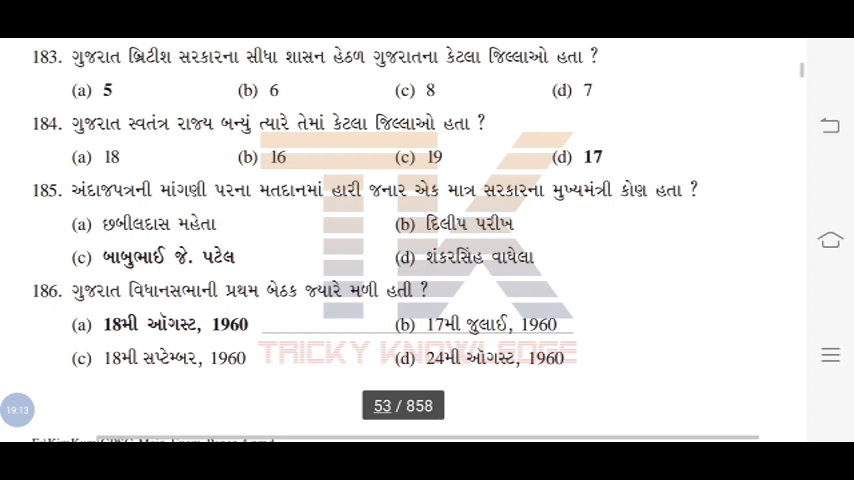 183. ગુજરાત બ્રિટીશ સરકારના સીધા શાસન હેઠળ ગુજરાતના કેટલા જિલ્લાઓ હતા ?
(a) 5 (b) 6 (c) 8 (d) 7
184. ગુજરાત સ્વતંત્ર રાજ્ય બન્યું ત્યારે તેમાં કેટલા જિલ્લાઓ હતા ?
(a) 18 (b) 16 (c) 19 (d) 17
185. અંદાજપત્રની માંગણી પરના મતદાનમાં હારી જનાર એક માત્ર સરકારના મુખ્યમંત્રી કોણ હતા ?
(a) છબીલદાસ મહેતા (b) દિલીપ પરીખ
(c) બાબુભાઈ જે. પટેલ (d) શંકરસિંહ વાઘેલા
186. ગુજરાત વિધાનસભાની પ્રથમ બેઠક જ્યારે મળી હતી ?
(a) 18મી ઑગસ્ટ, 1960 (b) 17મી જુલાઈ, 1960
TRICKY KNOWLEDGE
(c) 18મી સપ્ટેમ્બર, 1960 (d) 24મી ઑગસ્ટ, 1960
53 / 858
19:13